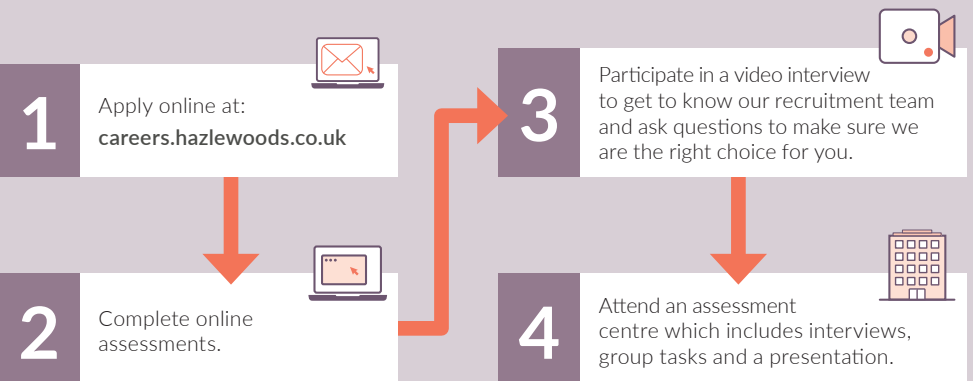 1
Apply online at:
careers.hazlewoods.co.uk
2
Complete online
assessments.
3
Participate in a video interview
to get to know our recruitment team
and ask questions to make sure we
are the right choice for you.
4
Attend an assessment
centre which includes interviews,
group tasks and a presentation.